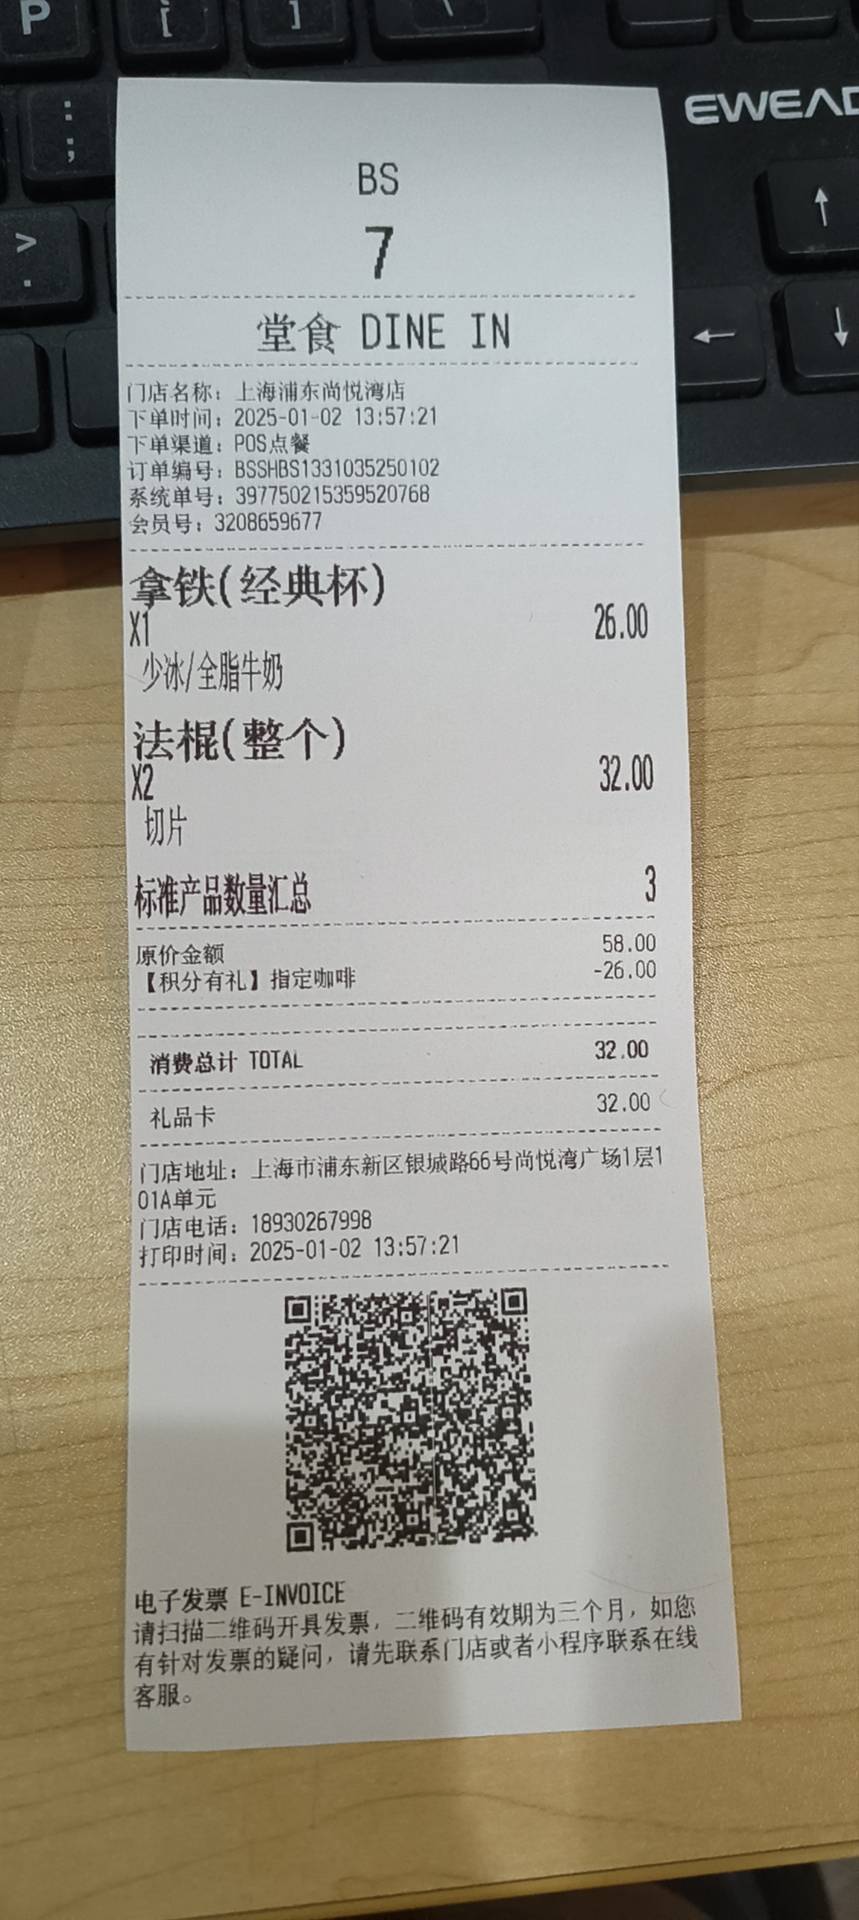 P
[
]
\
:
;
>
.
EWEAD
↑
←
↓
BS
7
堂食 DINE IN
门店名称：上海浦东尚悦湾店
下单时间：2025-01-02 13:57:21
下单渠道：POS点餐
订单编号：BSSHBS1331035250102
系统单号：397750215359520768
会员号：3208659677
拿铁(经典杯)
X1 26.00
少冰/全脂牛奶
法棍(整个)
X2 32.00
切片
标准产品数量汇总 3
原价金额 58.00
【积分有礼】指定咖啡 -26.00
消费总计 TOTAL 32.00
礼品卡 32.00
门店地址：上海市浦东新区银城路66号尚悦湾广场1层1
01A单元
门店电话：18930267998
打印时间：2025-01-02 13:57:21
电子发票 E-INVOICE
请扫描二维码开具发票，二维码有效期为三个月，如您
有针对发票的疑问，请先联系门店或者小程序联系在线
客服。